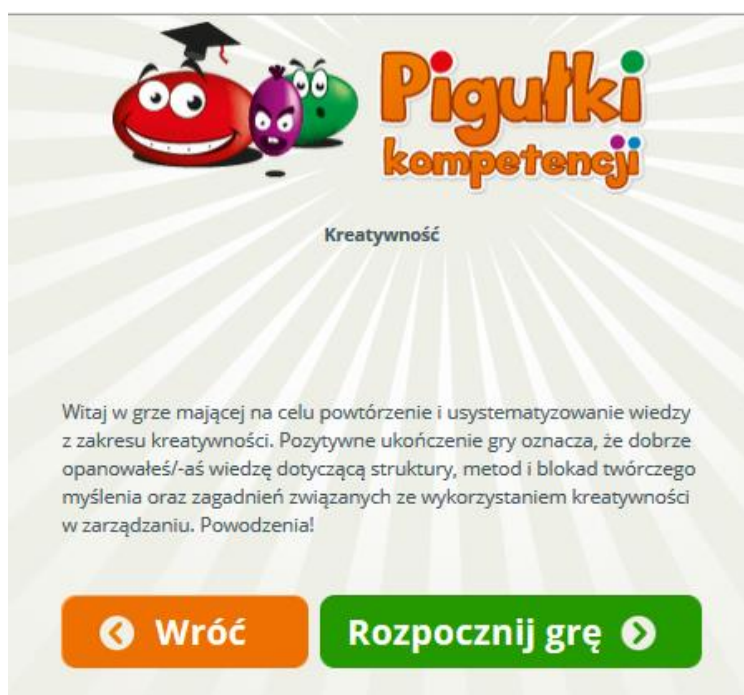 Pigułki
kompetencji
Kreatywność
Witaj w grze mającej na celu powtórzenie i usystematyzowanie wiedzy
z zakresu kreatywności. Pozytywne ukończenie gry oznacza, że dobrze
opanowałeś/-aś wiedzę dotyczącą struktury, metod i blokad twórczego
myślenia oraz zagadnień związanych ze wykorzystaniem kreatywności
w zarządzaniu. Powodzenia!
Wróć
Rozpocznij grę